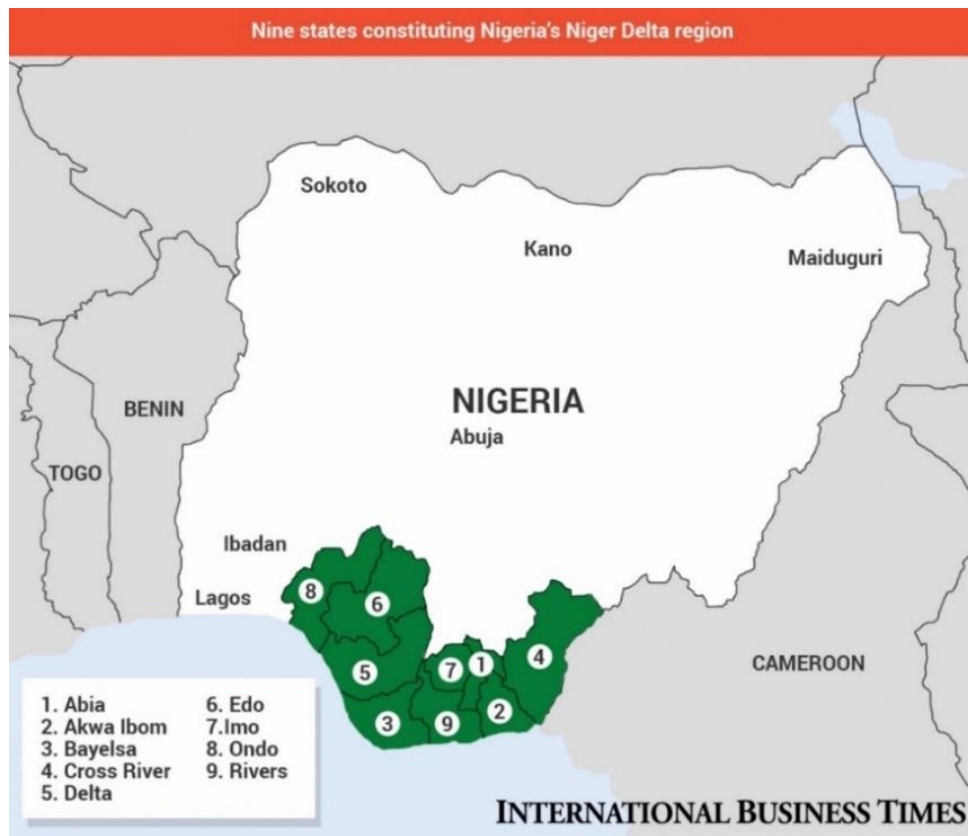 Nine states constituting Nigeria's Niger Delta region
Sokoto
Kano
Maiduguri
NIGERIA
Abuja
BENIN
TOGO
Ibadan
Lagos
8
6
5
7
1
4
3
9
2
CAMEROON
1. Abia
2. Akwa Ibom
3. Bayelsa
4. Cross River
5. Delta
6. Edo
7.Imo
8. Ondo
9. Rivers
INTERNATIONAL BUSINESS TIMES